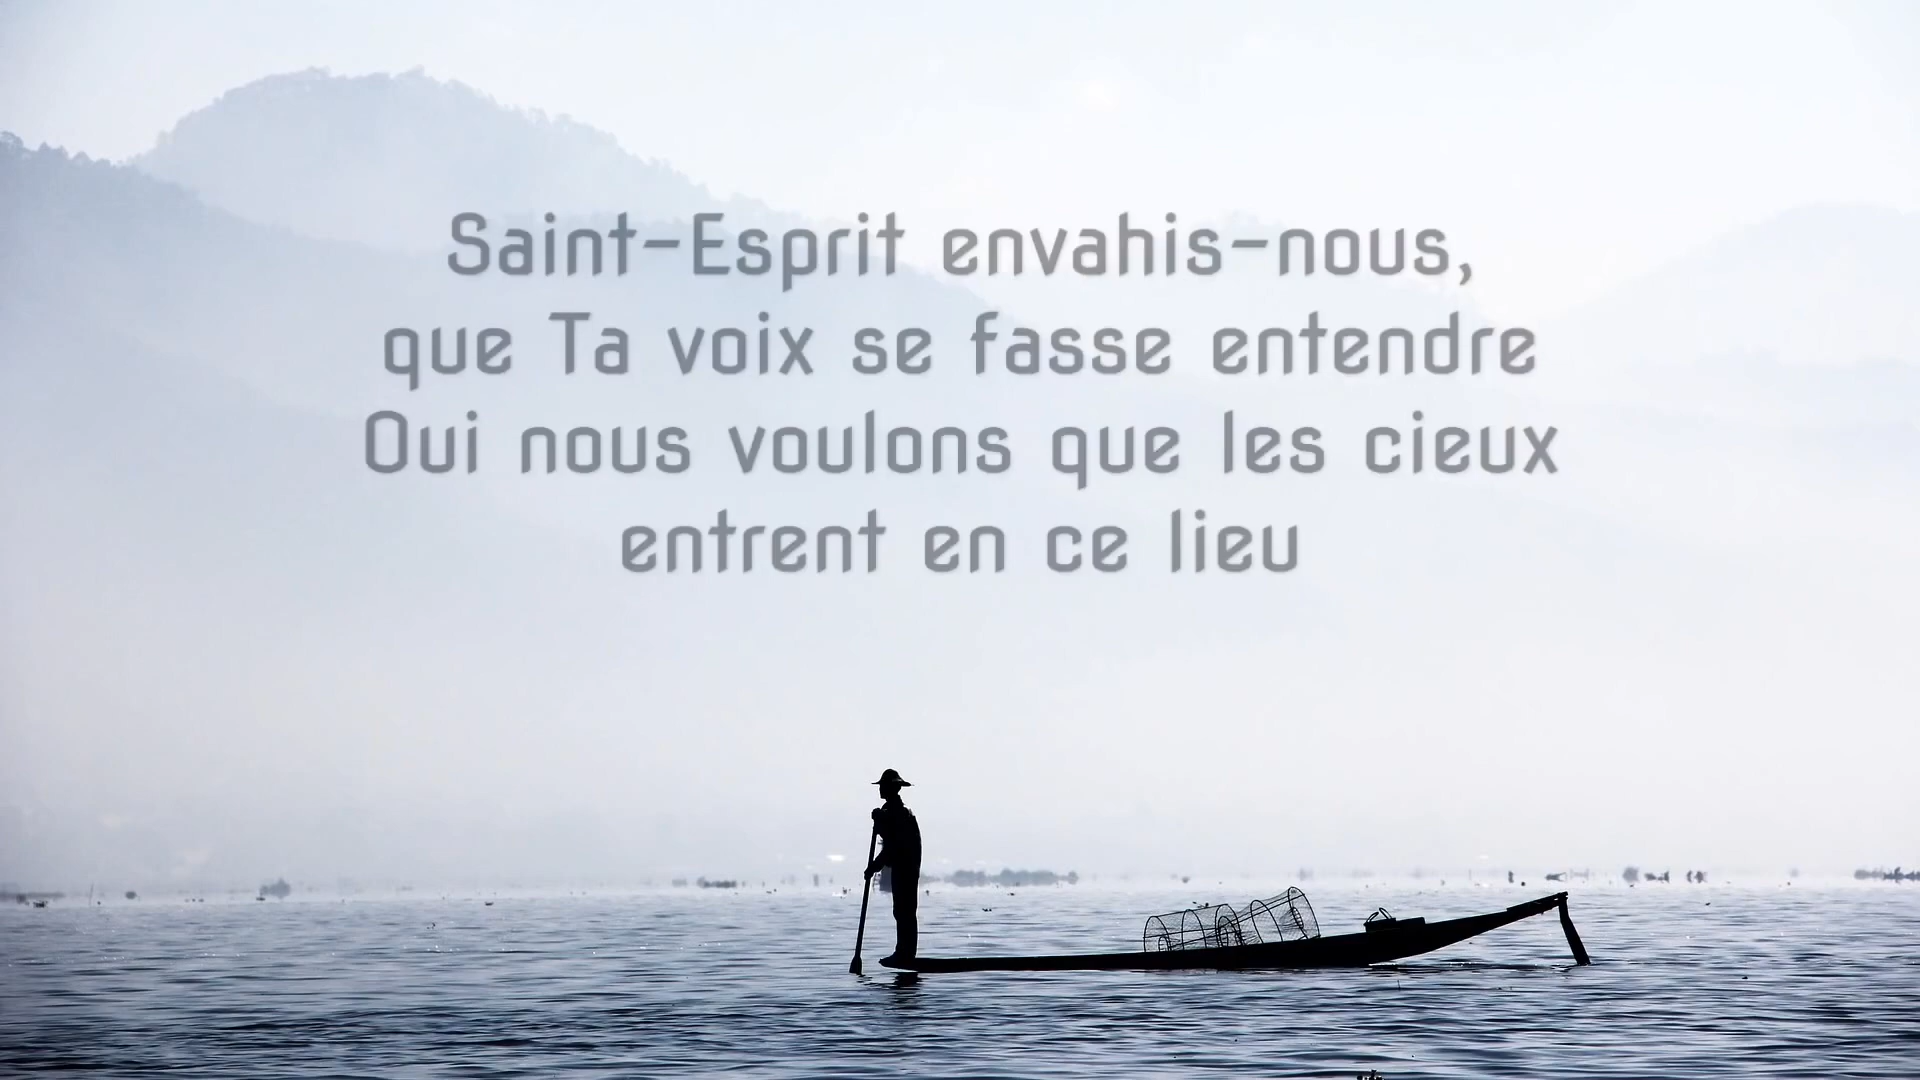 Saint-Esprit envahis-nous,
que Ta voix se fasse entendre
Oui nous voulons que les cieux
entrent en ce lieu